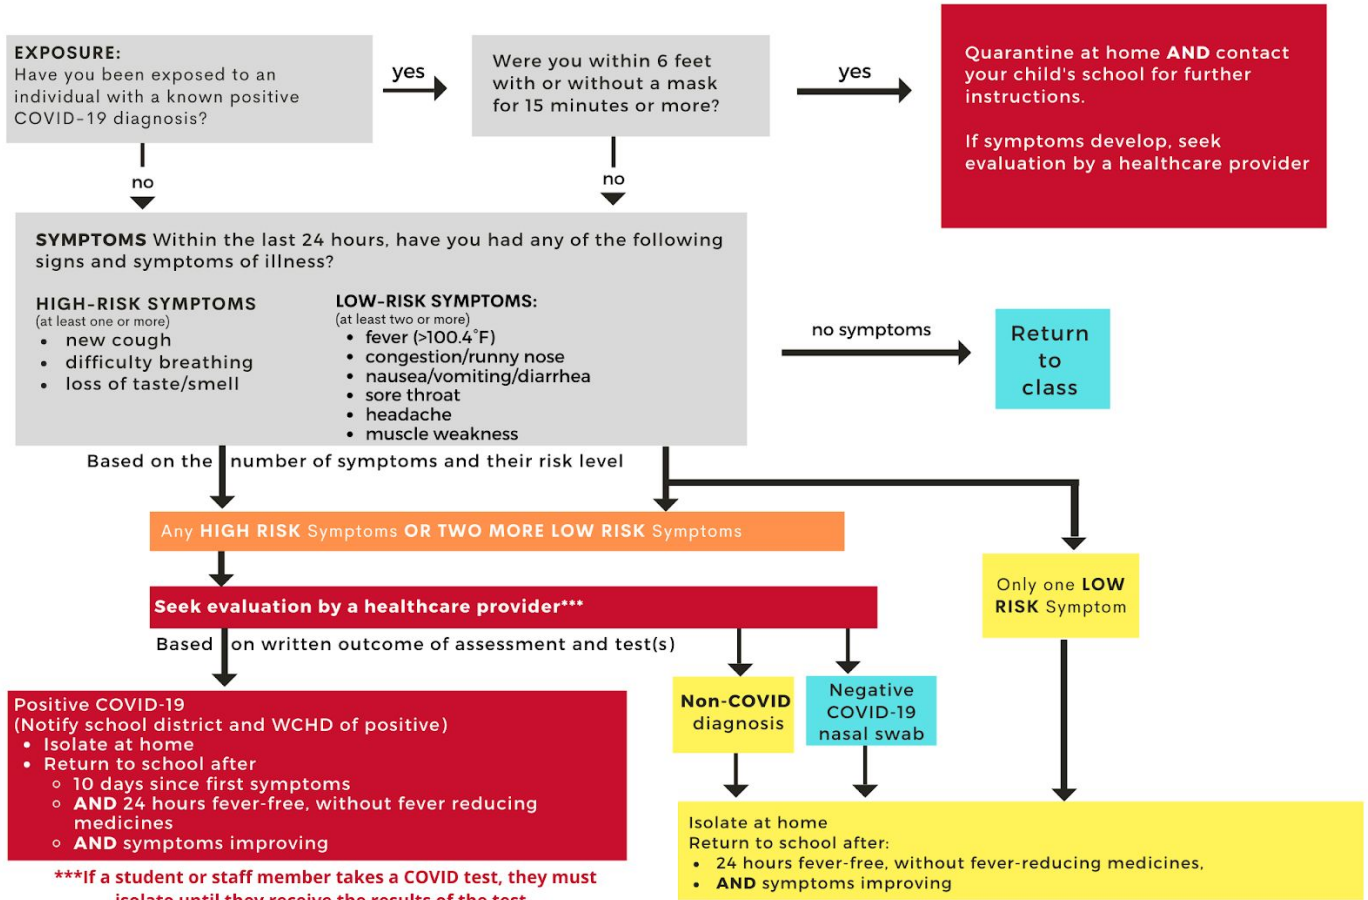 EXPOSURE:
Have you been exposed to an
individual with a known positive
COVID-19 diagnosis?
yes
Were you within 6 feet
with or without a mask
for 15 minutes or more?
yes
Quarantine at home AND contact
your child's school for further
instructions.
If symptoms develop, seek
evaluation by a healthcare provider
no
no
SYMPTOMS Within the last 24 hours, have you had any of the following
signs and symptoms of illness?
HIGH-RISK SYMPTOMS
(at least one or more)
• new cough
• difficulty breathing
• loss of taste/smell
LOW-RISK SYMPTOMS:
(at least two or more)
• fever (>100.4°F)
• congestion/runny nose
• nausea/vomiting/diarrhea
• sore throat
• headache
• muscle weakness
no symptoms
Return
to
class
Based on the number of symptoms and their risk level
Any HIGH RISK Symptoms OR TWO MORE LOW RISK Symptoms
Only one LOW
RISK Symptom
Seek evaluation by a healthcare provider***
Based on written outcome of assessment and test(s)
Positive COVID-19
(Notify school district and WCHD of positive)
• Isolate at home
• Return to school after
◦ 10 days since first symptoms
◦ AND 24 hours fever-free, without fever reducing
medicines
◦ AND symptoms improving
Non-COVID
diagnosis
Negative
COVID-19
nasal swab
Isolate at home
Return to school after:
• 24 hours fever-free, without fever-reducing medicines,
• AND symptoms improving
***If a student or staff member takes a COVID test, they must
isolate until they receive the results of the test